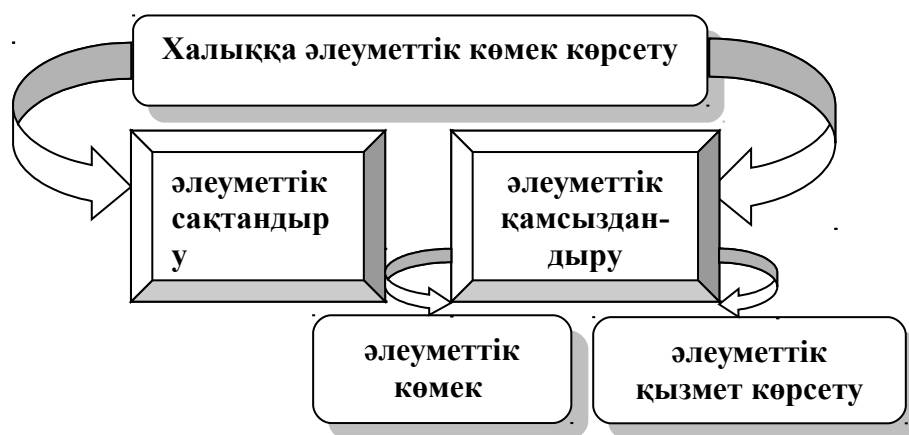 Халыққа әлеуметтік көмек көрсету
әлеуметтік
сақтандыр
у
әлеуметтік
қамсыздан-
дыру
әлеуметтік
көмек
әлеуметтік
қызмет көрсету